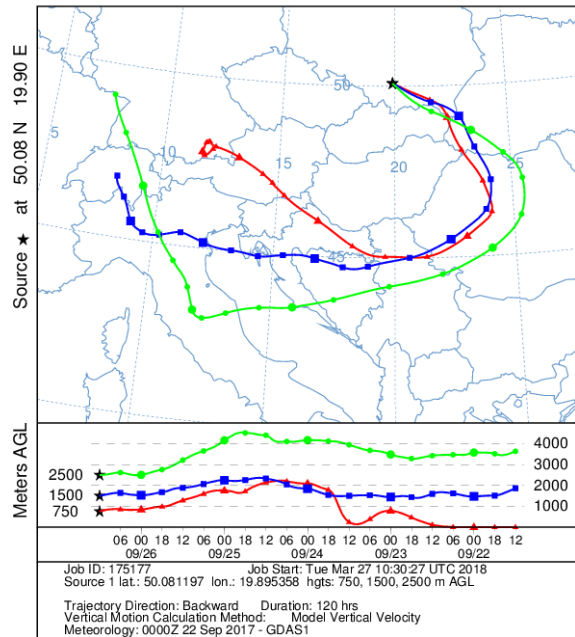 Source ★ at 50.08 N 19.90 E
50
5
10
15
20
25
45
45
Meters AGL
2500
1500
750
4000
3000
2000
1000
06 00 18 12 06 00 18 12 06 00 18 12 06 00 18 12 06 00 12
09/26 09/25 09/24 09/23 09/22
Job ID: 175177 Job Start: Tue Mar 27 10:30:27 UTC 2018
Source 1 lat.: 50.081197 lon.: 19.895358 hgts: 750, 1500, 2500 m AGL
Trajectory Direction: Backward Duration: 120 hrs
Vertical Motion Calculation Method: Model Vertical Velocity
Meteorology: 0000Z 22 Sep 2017 - GDAS1